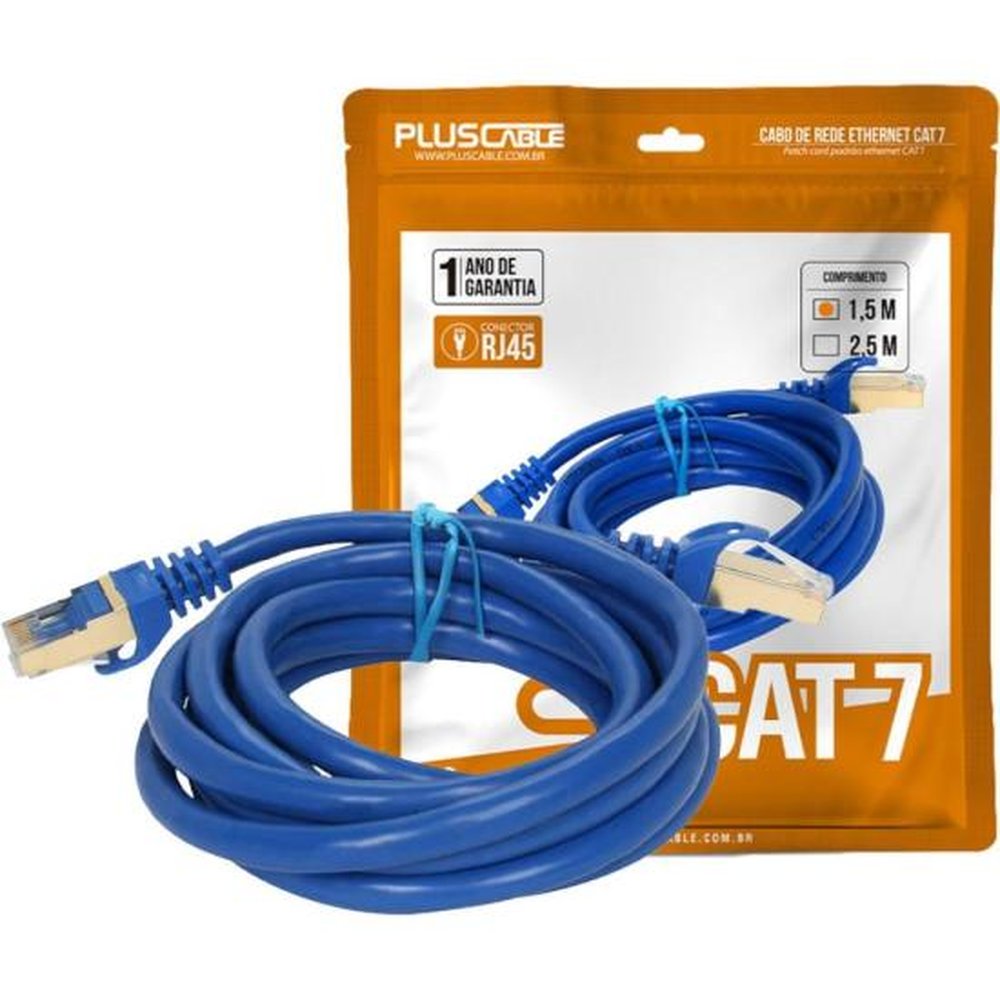 PLUSCABLE
WWW.PLUSCABLE.COM.BR
CABO DE REDE ETHERNET CAT7
Patch cord padrão ethernet CAT7
1 ANO DE
GARANTIA
CONECTOR
RJ45
COMPRIMENTO
1,5 M
2,5 M
CAT 7
ABLE.COM.BR